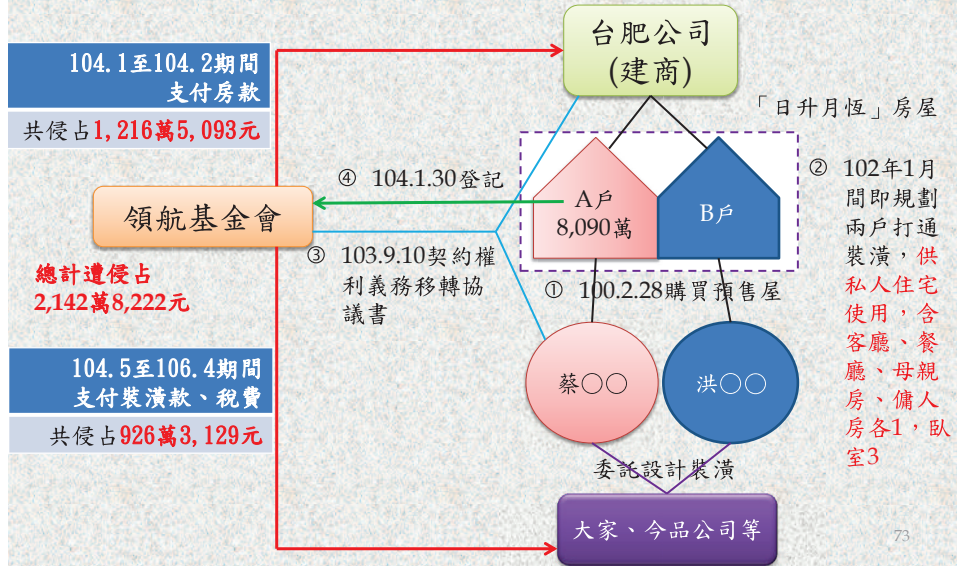 台肥公司
(建商)
104.1至104.2期間
支付房款
共侵占1,216萬5,093元
「日升月恆」房屋
④ 104.1.30登記
領航基金會
A戶
8,090萬
B戶
② 102年1月
間即規劃
兩戶打通
裝潢，供
私人住宅
使用，含
客廳、餐
廳、母親
房、傭人
房各1，臥
室3
③ 103.9.10契約權
利義務移轉協
議書
① 100.2.28購買預售屋
總計遭侵占
2,142萬8,222元
104.5至106.4期間
支付裝潢款、稅費
共侵占926萬3,129元
蔡○○
洪○○
委託設計裝潢
大家、今品公司等
73